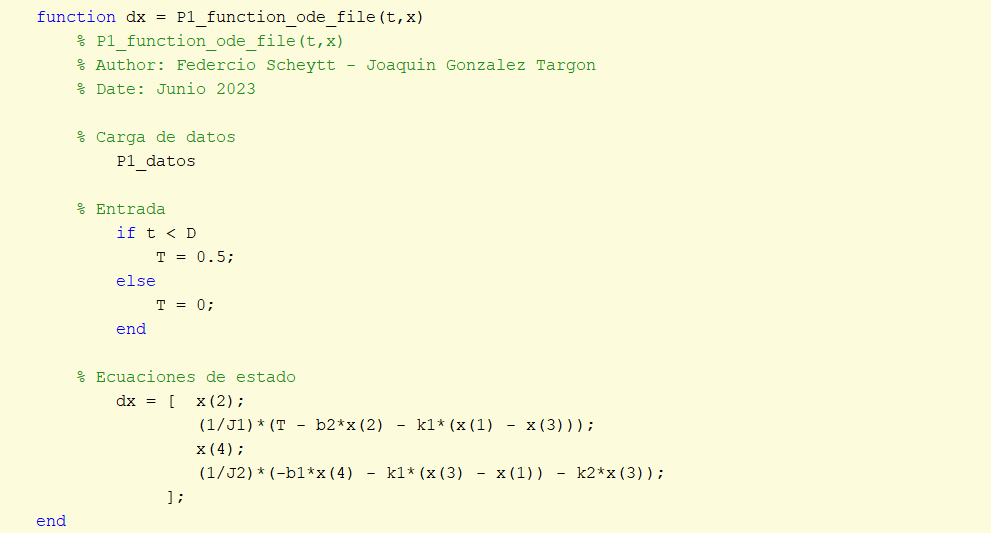 function dx = P1_function_ode_file(t,x)
% P1_function_ode_file(t,x)
% Author: Federcio Scheytt - Joaquin Gonzalez Targon
% Date: Junio 2023
% Carga de datos
P1_datos
% Entrada
if t < D
T = 0.5;
else
T = 0;
end
% Ecuaciones de estado
dx = [ x(2);
(1/J1)*(T - b2*x(2) - k1*(x(1) - x(3)));
x(4);
(1/J2)*(-b1*x(4) - k1*(x(3) - x(1)) - k2*x(3));
];
end